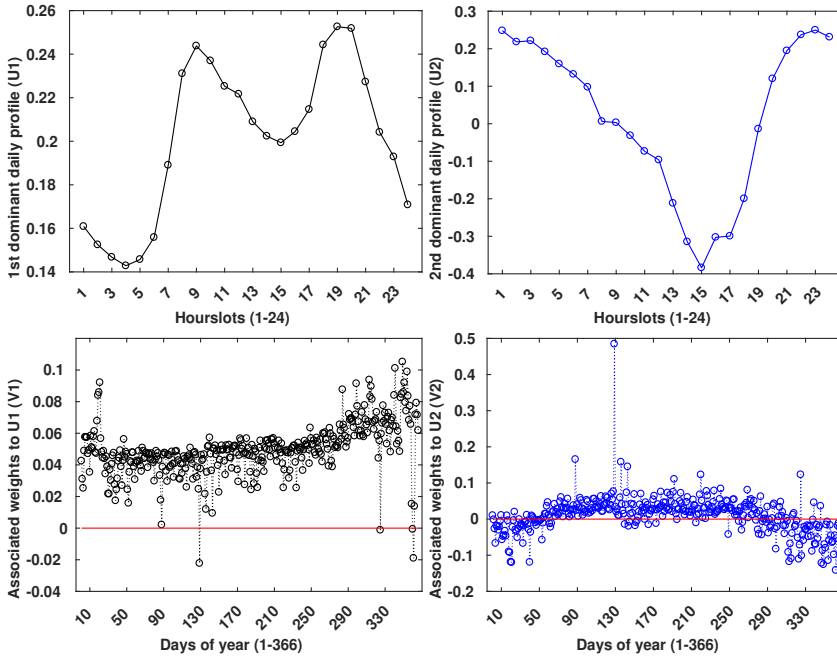 1st dominant daily profile (U1)
0.26
0.24
0.22
0.2
0.18
0.16
0.14
1 3 5 7 9 11 13 15 17 19 21 23
Hourslots (1-24)
2nd dominant daily profile (U2)
0.3
0.2
0.1
0
-0.1
-0.2
-0.3
-0.4
1 3 5 7 9 11 13 15 17 19 21 23
Hourslots (1-24)
Associated weights to U1 (V1)
0.1
0.08
0.06
0.04
0.02
0
-0.02
-0.04
10 50 90 130 170 210 250 290 330
Days of year (1-366)
Associated weights to U2 (V2)
0.5
0.4
0.3
0.2
0.1
0
-0.1
-0.2
10 50 90 130 170 210 250 290 330
Days of year (1-366)